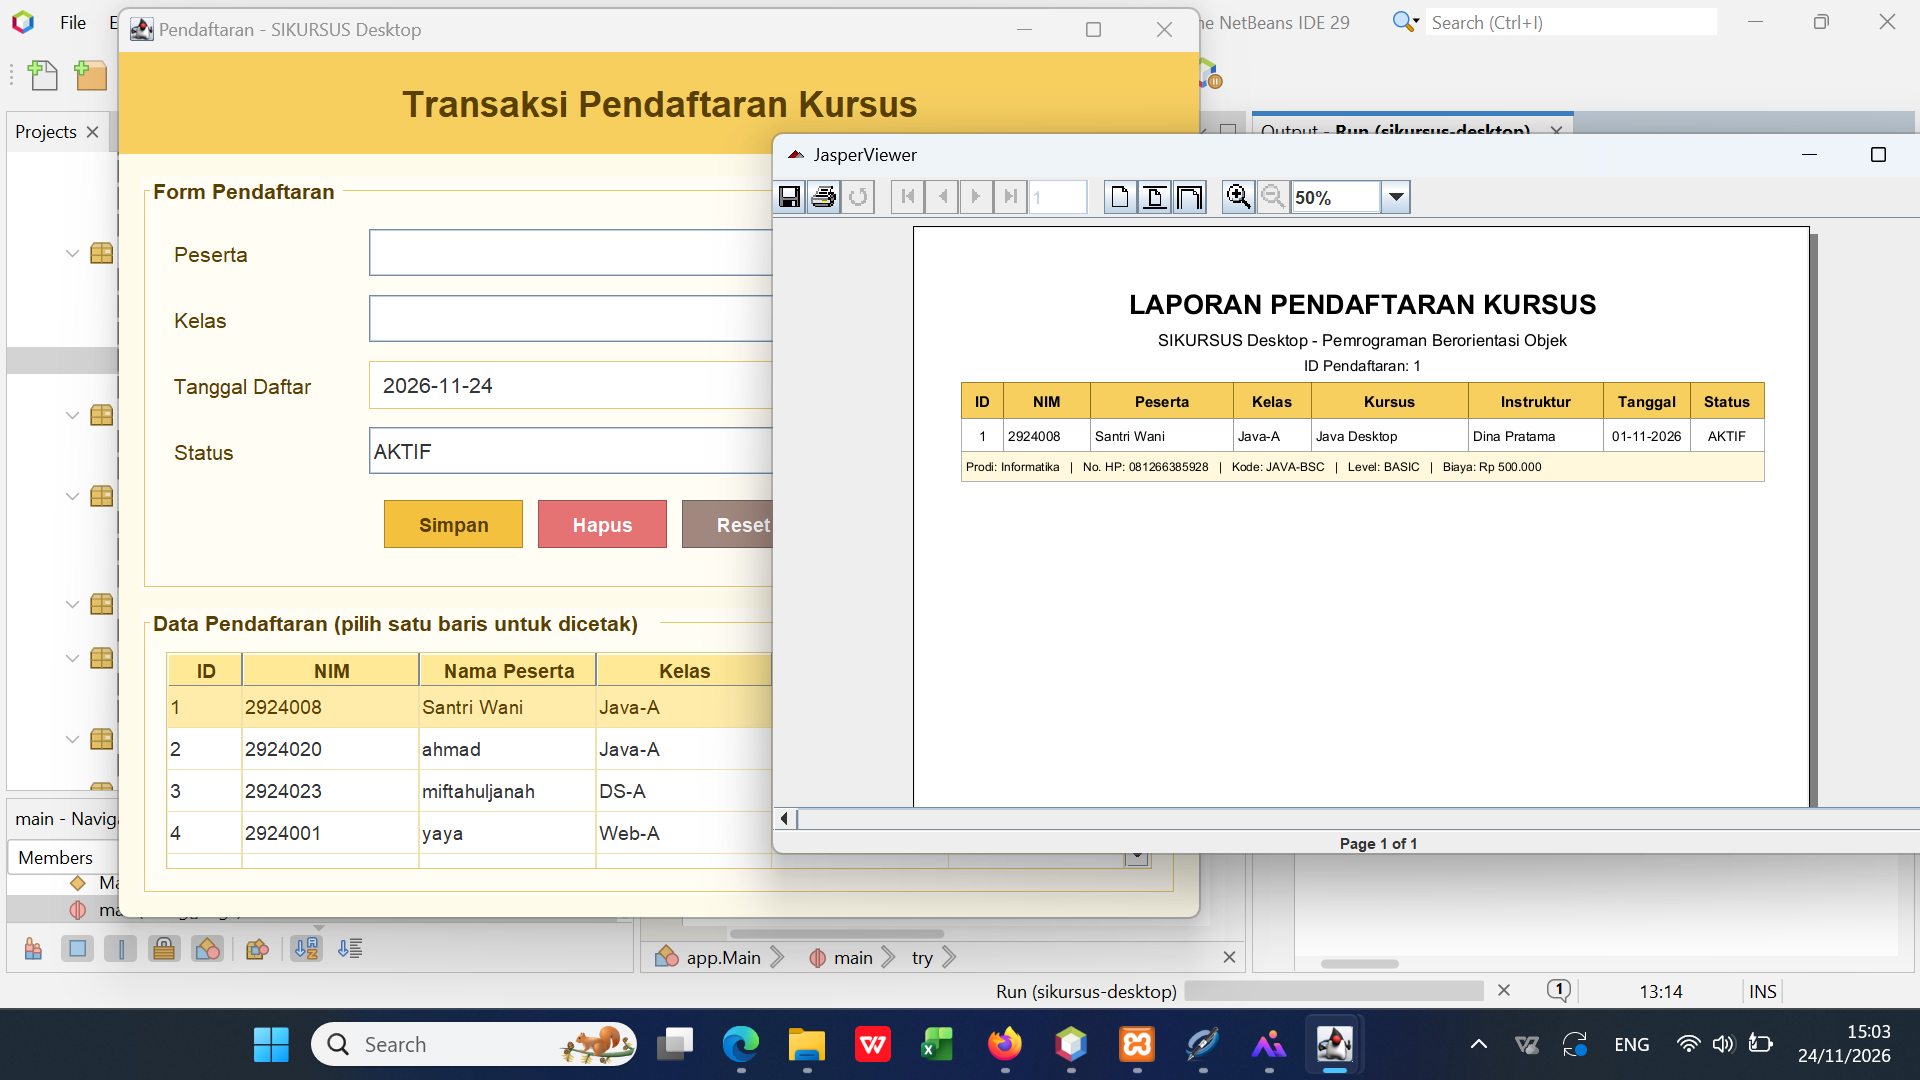 File
Pendaftaran - SIKURSUS Desktop
NetBeans IDE 29
Search (Ctrl+I)
Transaksi Pendaftaran Kursus
Projects
Output - Run (sikursus-desktop)
JasperViewer
Form Pendaftaran
1
50%
Peserta
Kelas
Tanggal Daftar
2026-11-24
Status
AKTIF
Simpan
Hapus
Reset
LAPORAN PENDAFTARAN KURSUS
SIKURSUS Desktop - Pemrograman Berorientasi Objek
ID Pendaftaran: 1
ID NIM Peserta Kelas Kursus Instruktur Tanggal Status
1 2924008 Santri Wani Java-A Java Desktop Dina Pratama 01-11-2026 AKTIF
Prodi: Informatika | No. HP: 081266385928 | Kode: JAVA-BSC | Level: BASIC | Biaya: Rp 500.000
Data Pendaftaran (pilih satu baris untuk dicetak)
ID NIM Nama Peserta Kelas
1 2924008 Santri Wani Java-A
2 2924020 ahmad Java-A
3 2924023 miftahuljanah DS-A
4 2924001 yaya Web-A
Page 1 of 1
main - Naviga
Members
app.Main
main
try
Run (sikursus-desktop)
1
13:14
INS
Search
ENG
15:03
24/11/2026